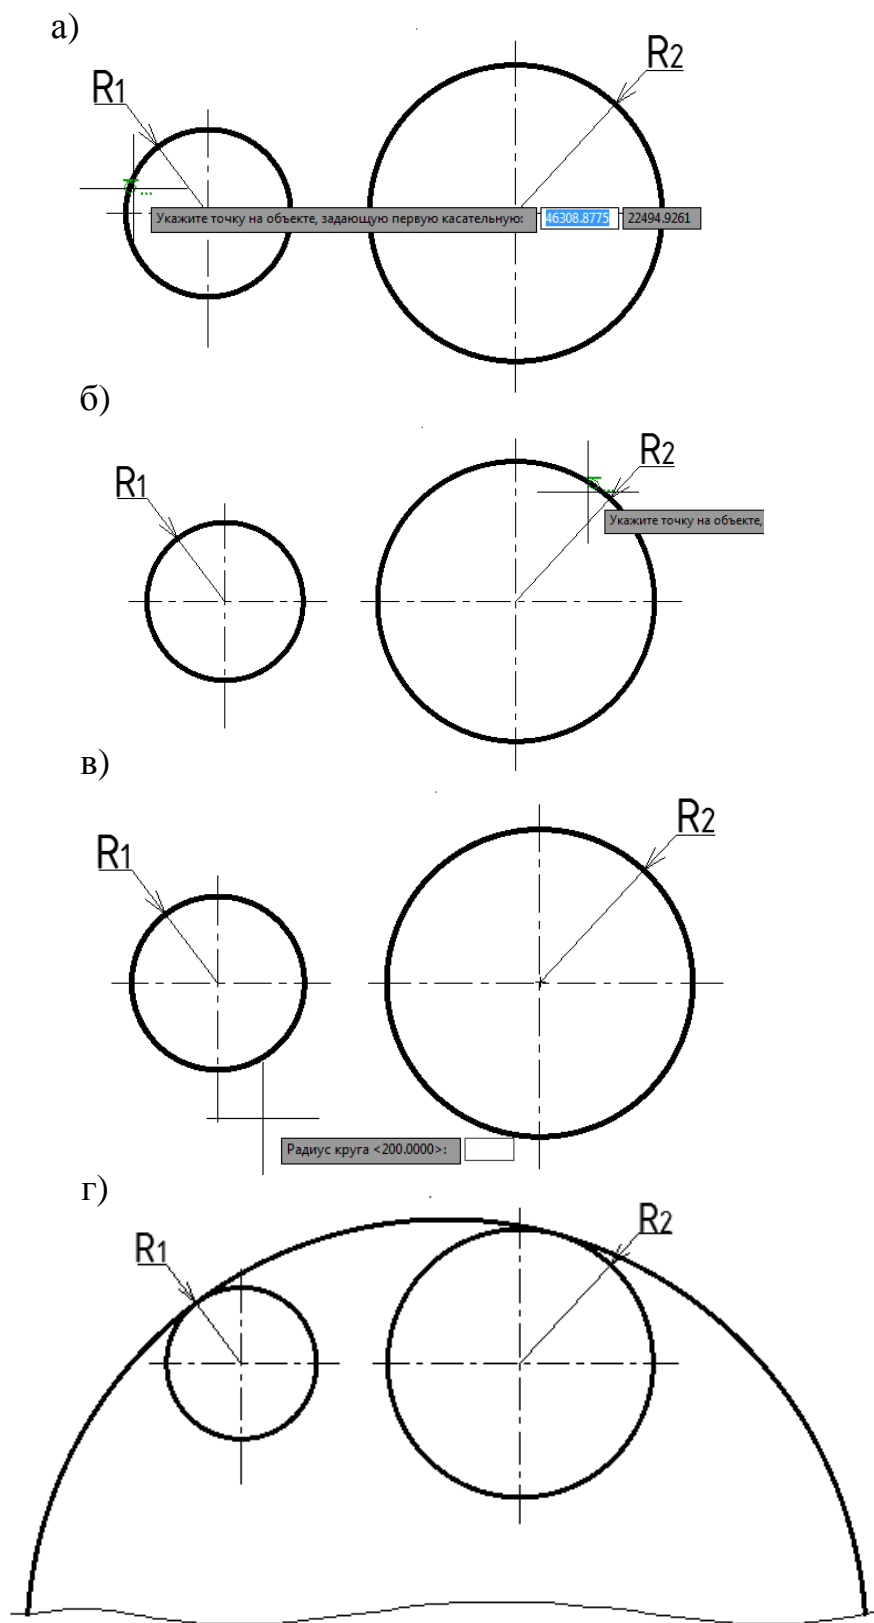 а)
R1
R2
Укажите точку на объекте, задающую первую касательную: 46308.8775 22494.9261
б)
R1
R2
Укажите точку на объекте,
в)
R1
R2
Радиус круга <200.0000>:
г)
R1
R2